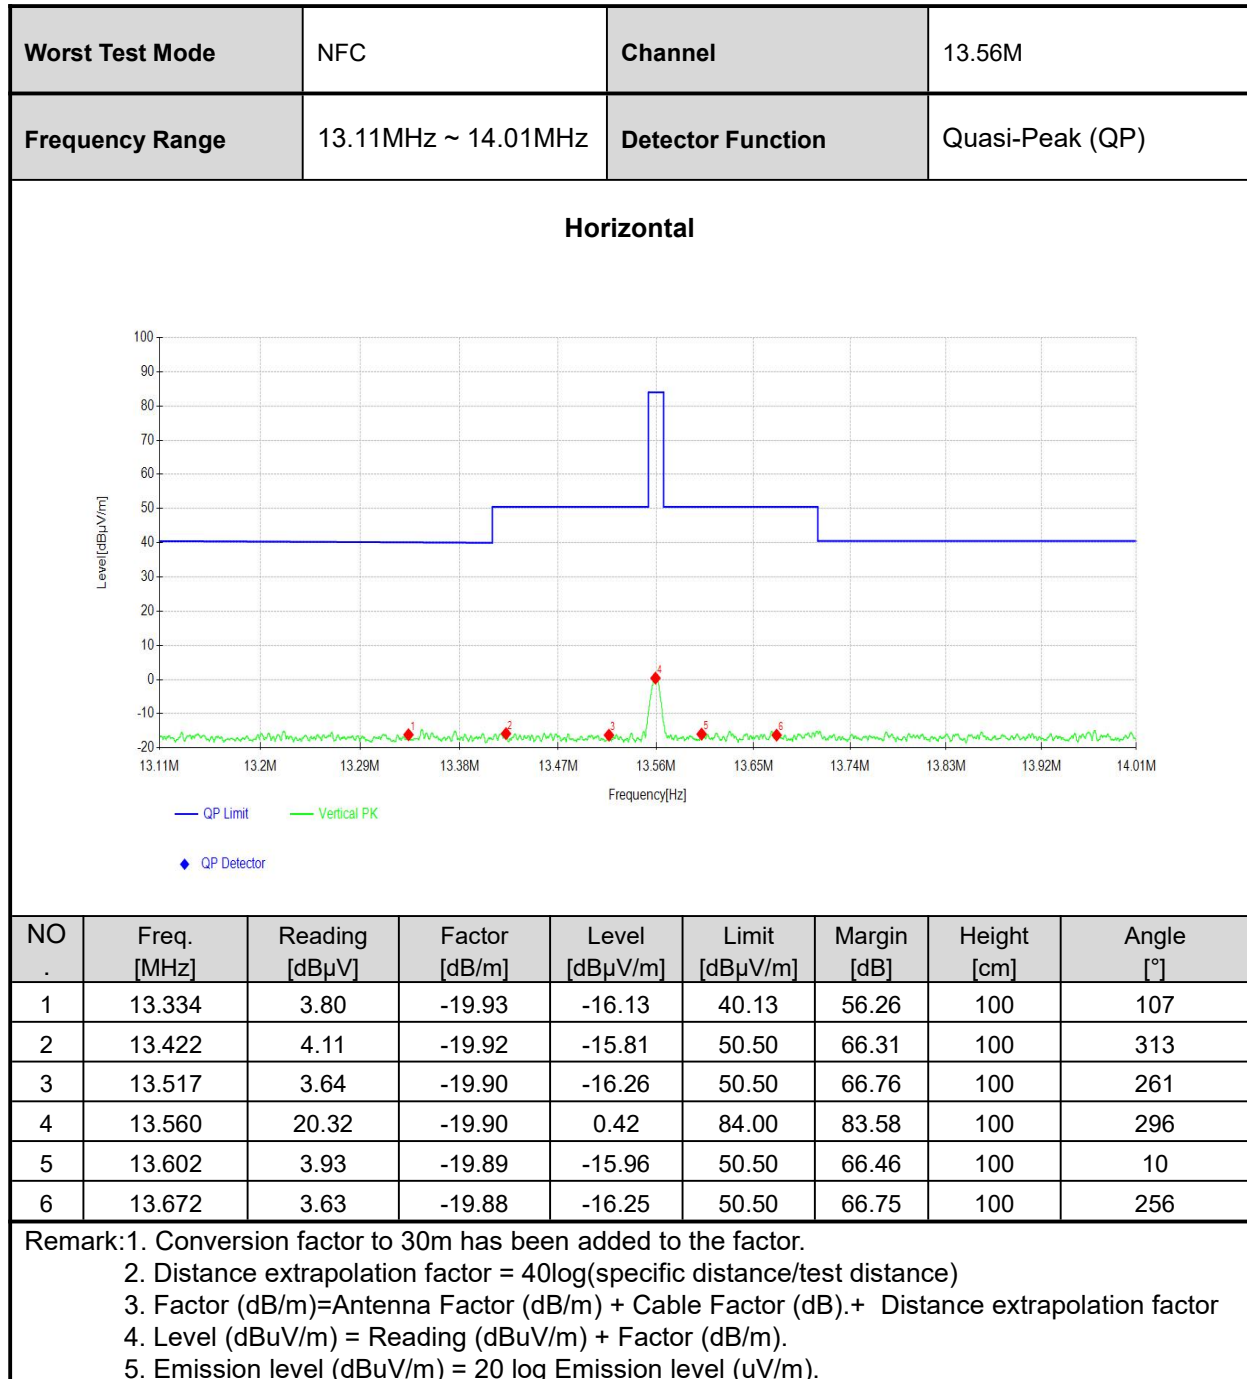 Worst Test Mode NFC Channel 13.56M
Frequency Range 13.11MHz ~ 14.01MHz Detector Function Quasi-Peak (QP)
Horizontal
100
90
80
70
60
50
40
30
20
10
0
-10
-20
Level[dBμV/m]
4
1 2 3 5 6
13.11M 13.2M 13.29M 13.38M 13.47M 13.56M 13.65M 13.74M 13.83M 13.92M 14.01M
Frequency[Hz]
QP Limit Vertical PK
QP Detector
NO. Freq. [MHz] Reading [dBμV] Factor [dB/m] Level [dBμV/m] Limit [dBμV/m] Margin [dB] Height [cm] Angle [°]
1 13.334 3.80 -19.93 -16.13 40.13 56.26 100 107
2 13.422 4.11 -19.92 -15.81 50.50 66.31 100 313
3 13.517 3.64 -19.90 -16.26 50.50 66.76 100 261
4 13.560 20.32 -19.90 0.42 84.00 83.58 100 296
5 13.602 3.93 -19.89 -15.96 50.50 66.46 100 10
6 13.672 3.63 -19.88 -16.25 50.50 66.75 100 256
Remark:1. Conversion factor to 30m has been added to the factor.
2. Distance extrapolation factor = 40log(specific distance/test distance)
3. Factor (dB/m)=Antenna Factor (dB/m) + Cable Factor (dB).+ Distance extrapolation factor
4. Level (dBuV/m) = Reading (dBuV/m) + Factor (dB/m).
5. Emission level (dBuV/m) = 20 log Emission level (uV/m).